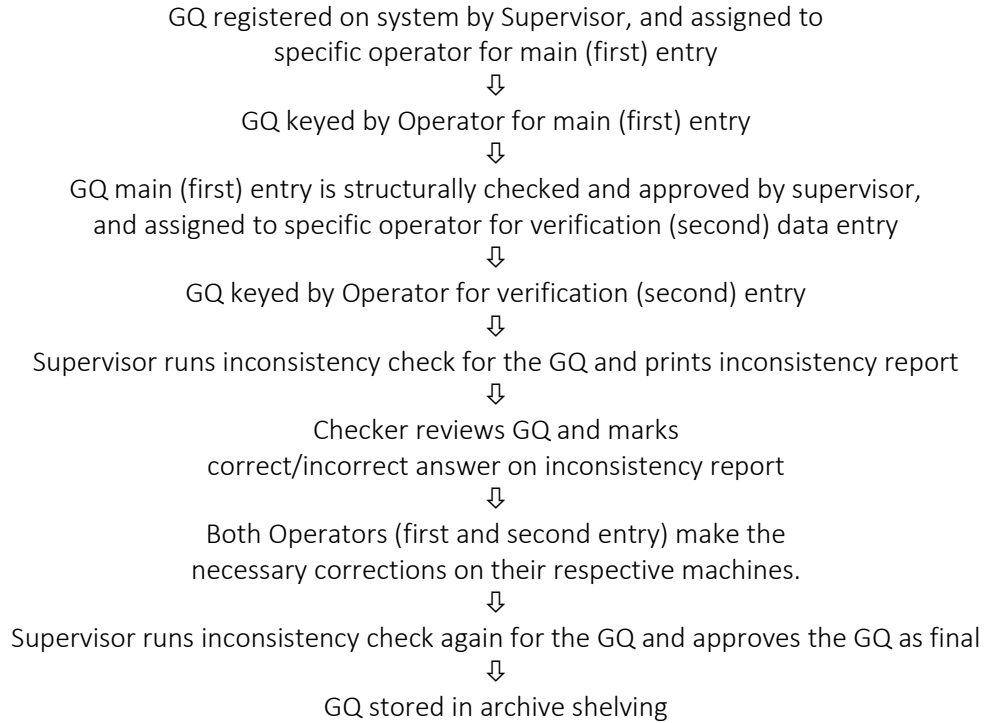 GQ registered on system by Supervisor, and assigned to
specific operator for main (first) entry
⇩
GQ keyed by Operator for main (first) entry
⇩
GQ main (first) entry is structurally checked and approved by supervisor,
and assigned to specific operator for verification (second) data entry
⇩
GQ keyed by Operator for verification (second) entry
⇩
Supervisor runs inconsistency check for the GQ and prints inconsistency report
⇩
Checker reviews GQ and marks
correct/incorrect answer on inconsistency report
⇩
Both Operators (first and second entry) make the
necessary corrections on their respective machines.
⇩
Supervisor runs inconsistency check again for the GQ and approves the GQ as final
⇩
GQ stored in archive shelving